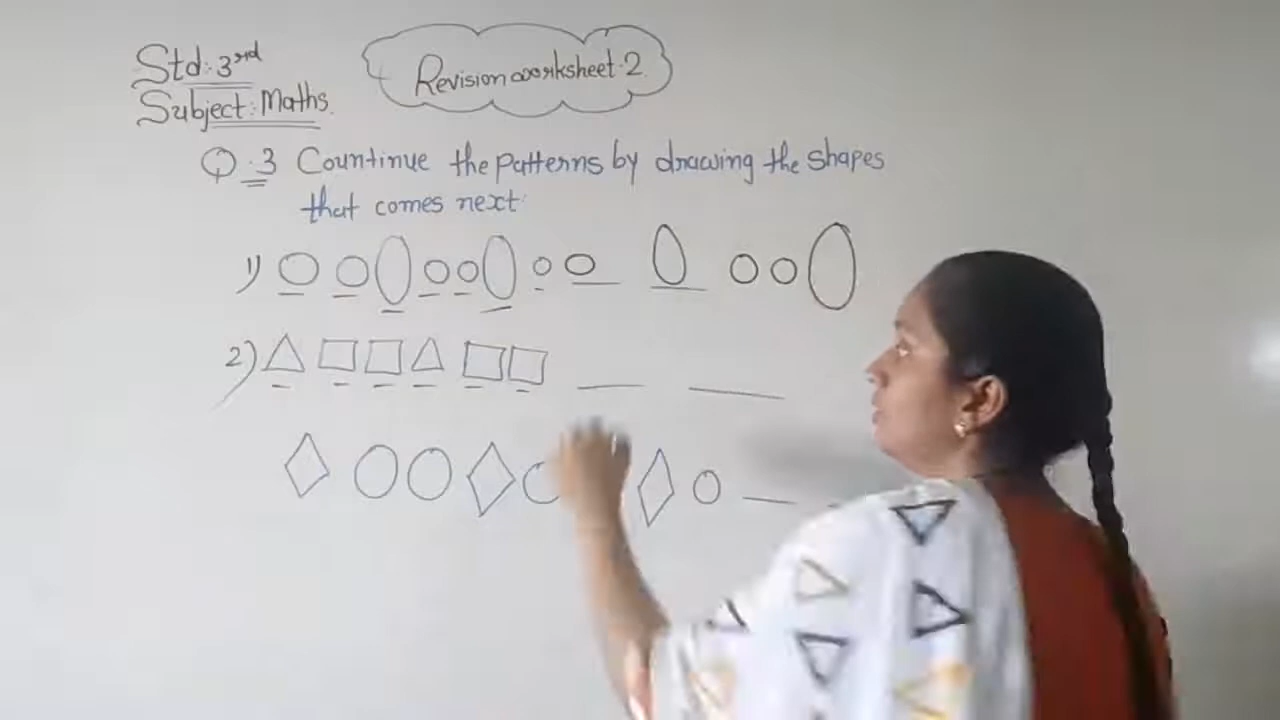 Std: 3rd
Subject: Maths.
Revision worksheet-2
Q.3 Countinue the patterns by drawing the shapes
that comes next
1)
2)